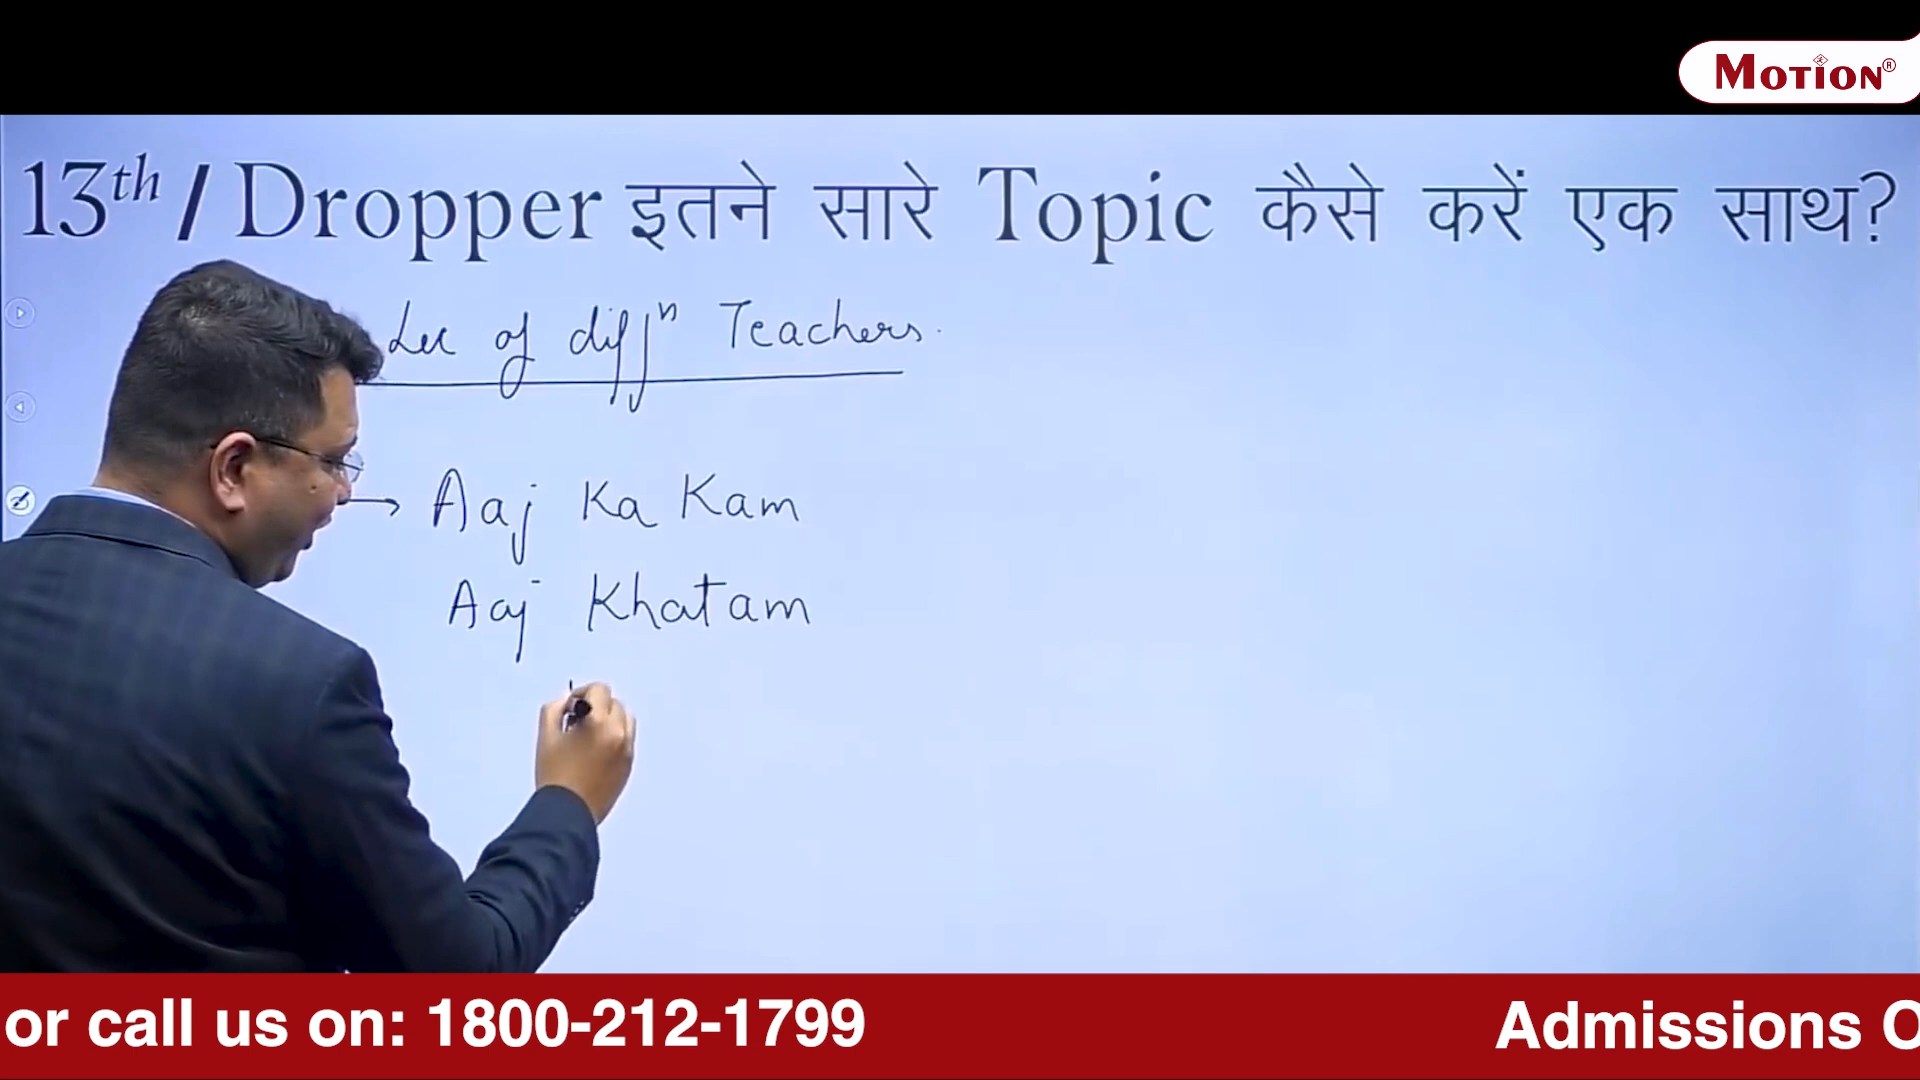 MOTION®
13th / Dropper इतने सारे Topic कैसे करें एक साथ?
Lec of diffn Teachers.
→ Aaj Ka Kam
Aaj Khatam
or call us on: 1800-212-1799
Admissions O